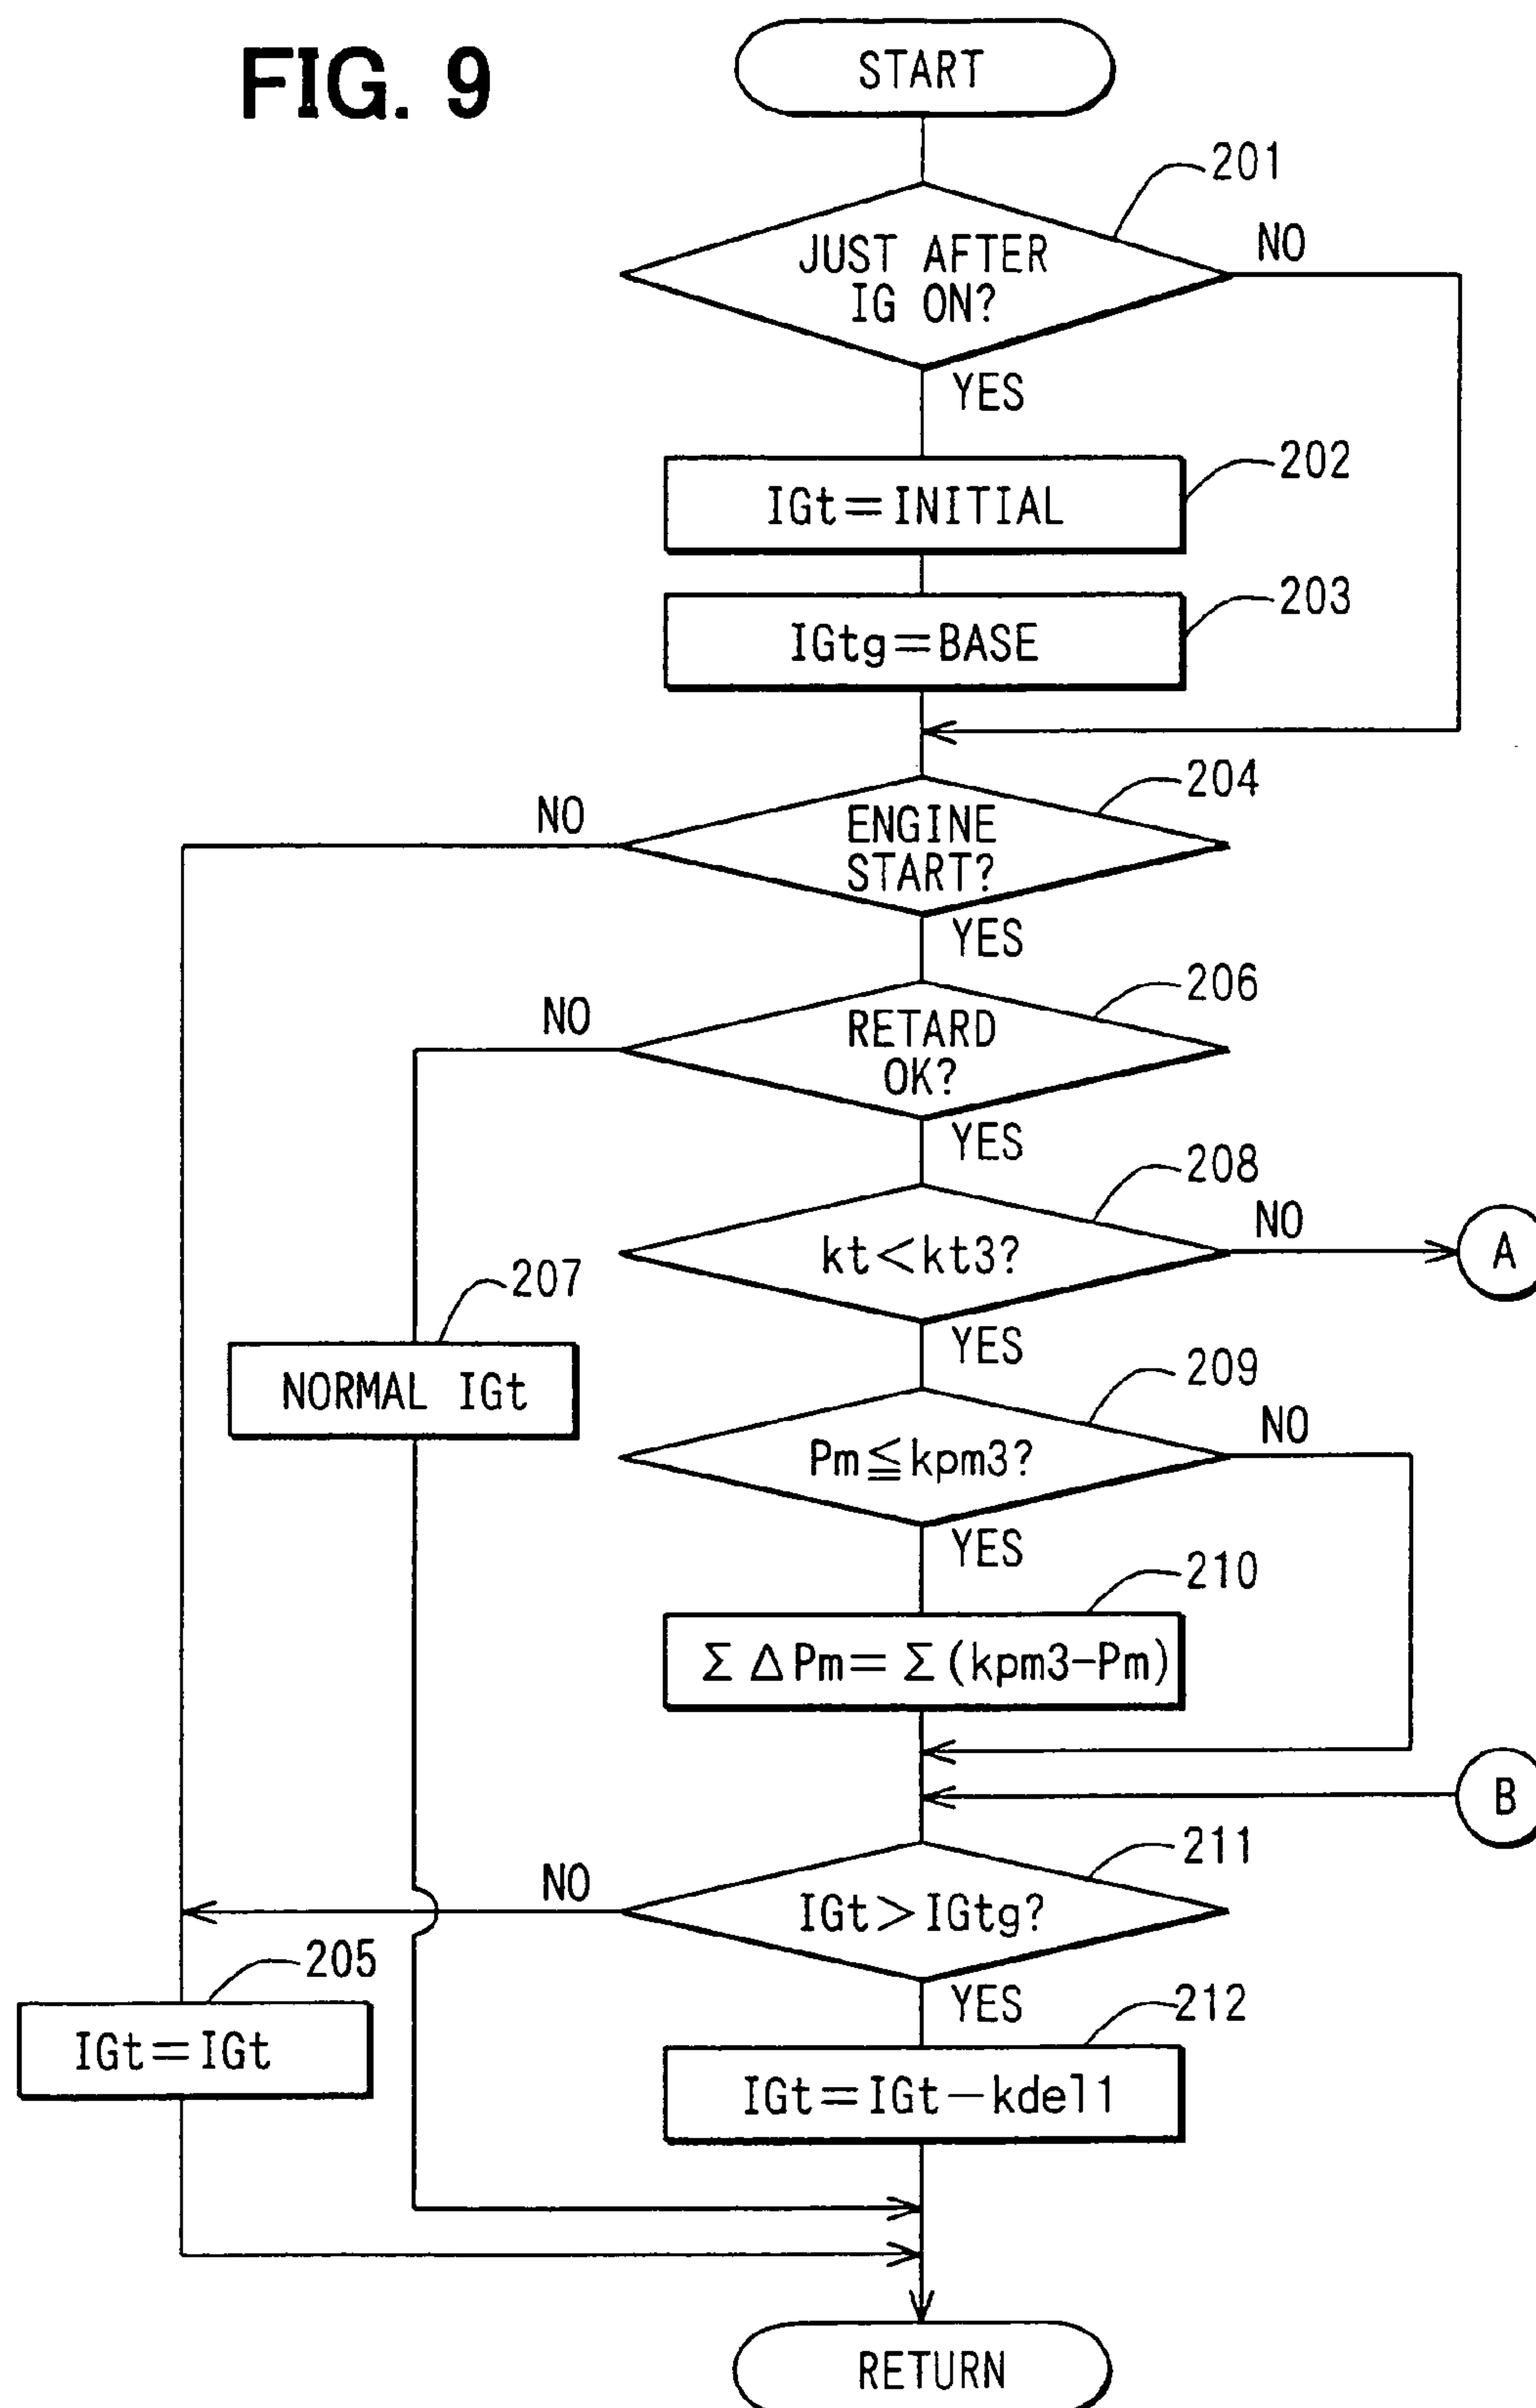 FIG. 9
START
201
JUST AFTER
IG ON?
NO
YES
202
IGt=INITIAL
203
IGtg=BASE
204
NO
ENGINE
START?
YES
206
NO
RETARD
OK?
YES
208
kt<kt3?
NO
A
YES
207
NORMAL IGt
209
Pm≦kpm3?
NO
YES
210
ΣΔPm=Σ(kpm3-Pm)
B
211
NO
IGt>IGtg?
YES
205
IGt=IGt
212
IGt=IGt-kdel1
RETURN